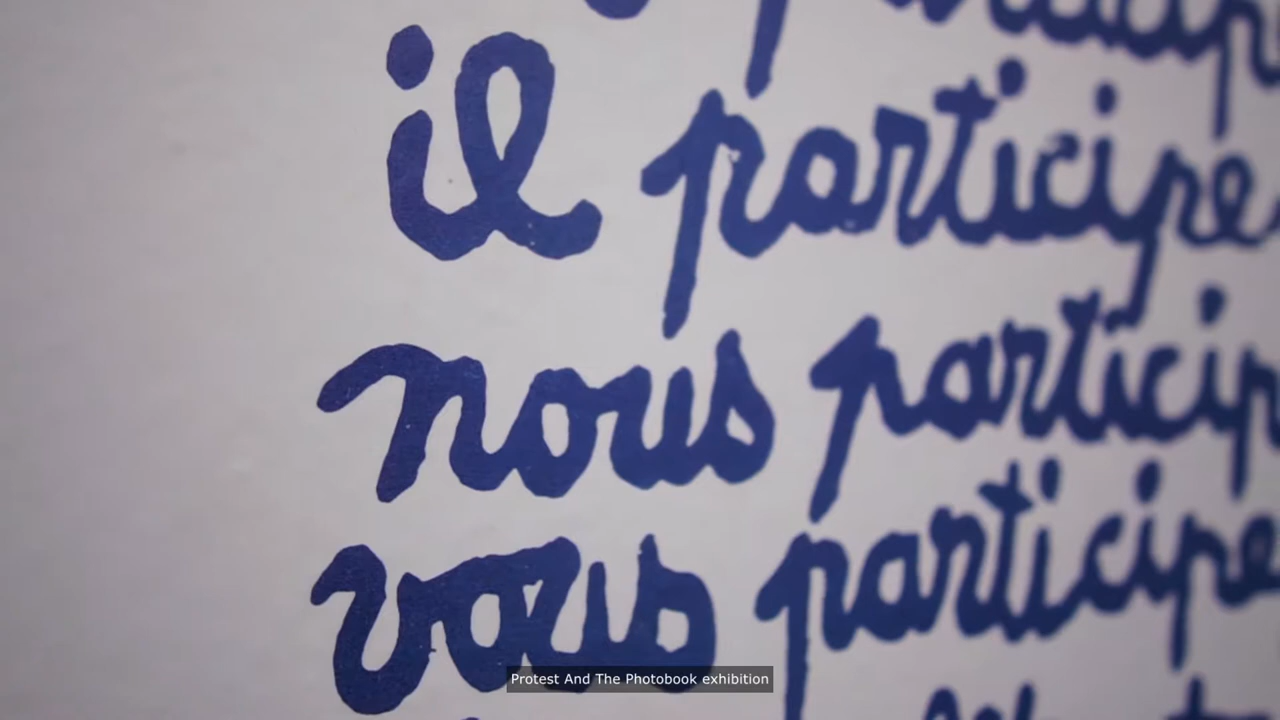 il participe
nous particip
vous participe
Protest And The Photobook exhibition